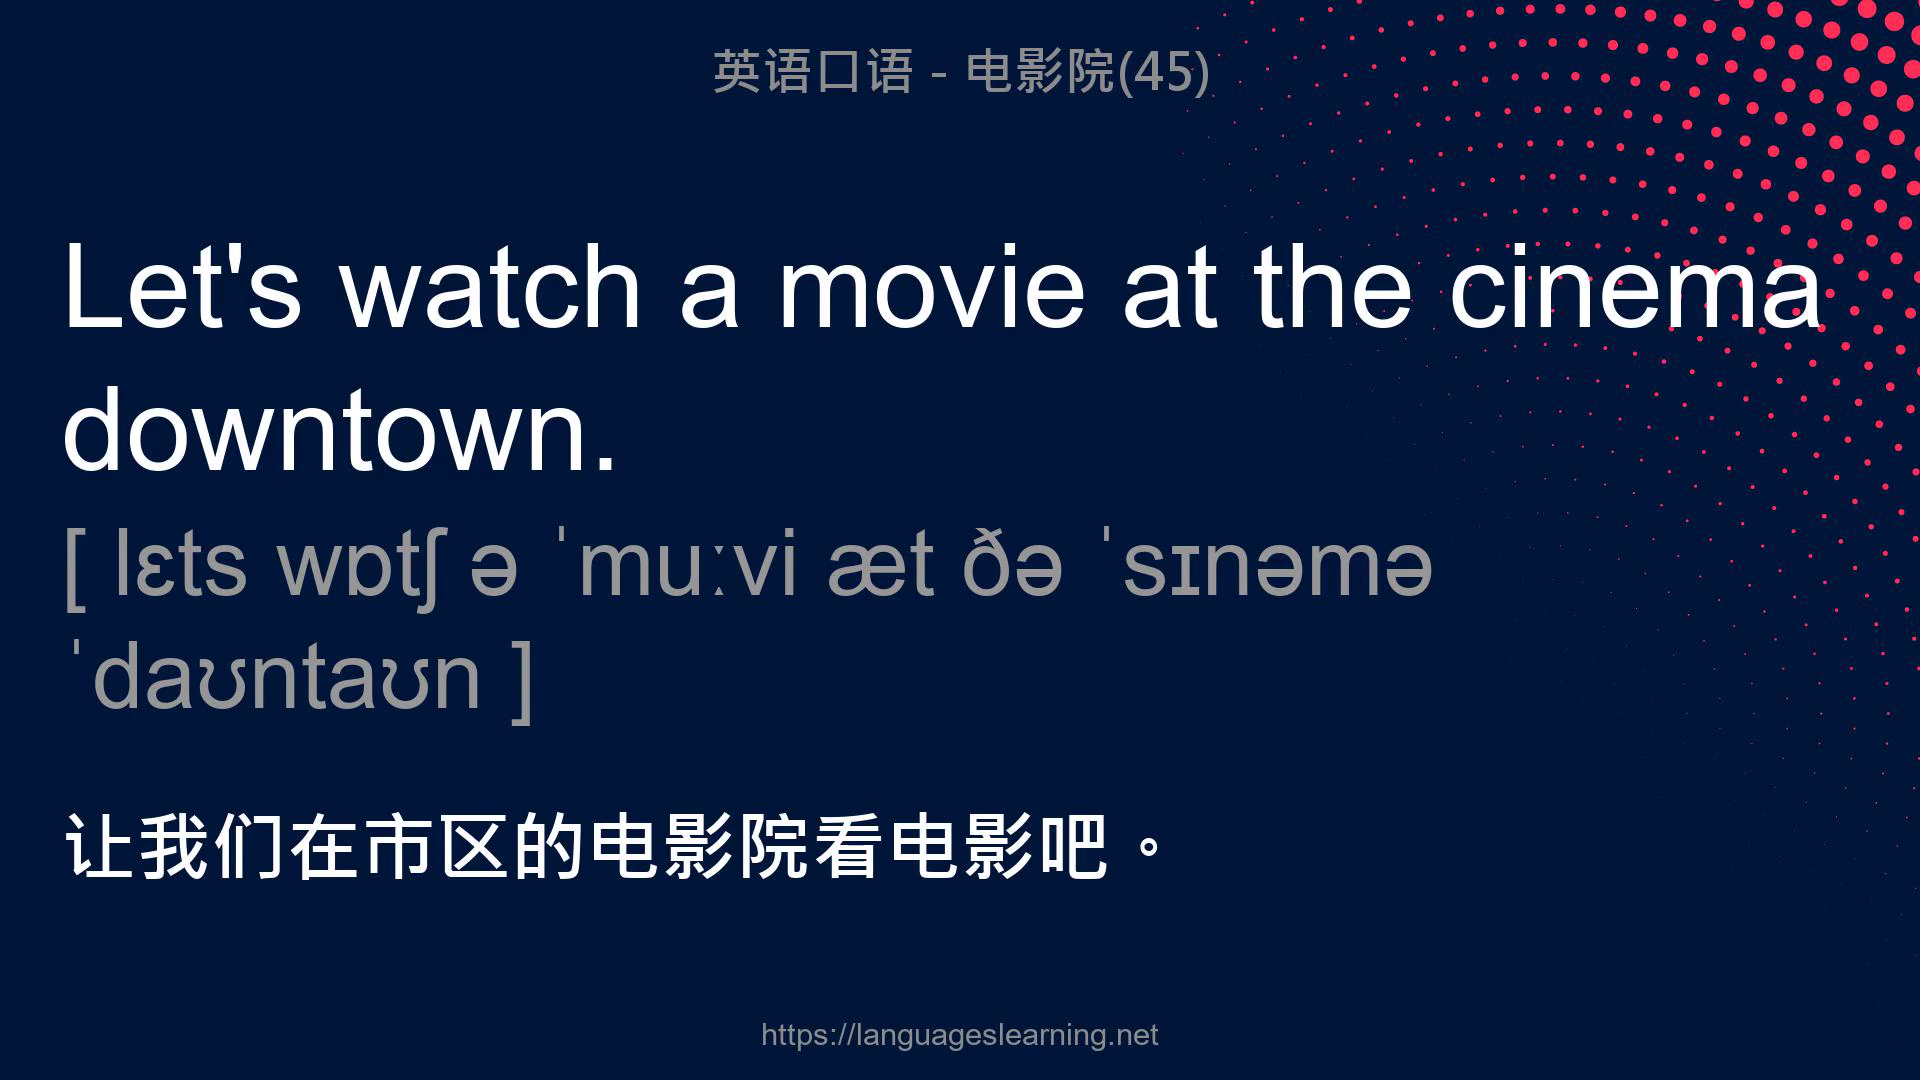 英语口语 - 电影院(45)
Let's watch a movie at the cinema
downtown.
[ lɛts wɒtʃ ə ˈmuːvi æt ðə ˈsɪnəmə
ˈdaʊntaʊn ]
让我们在市区的电影院看电影吧。
https://languageslearning.net